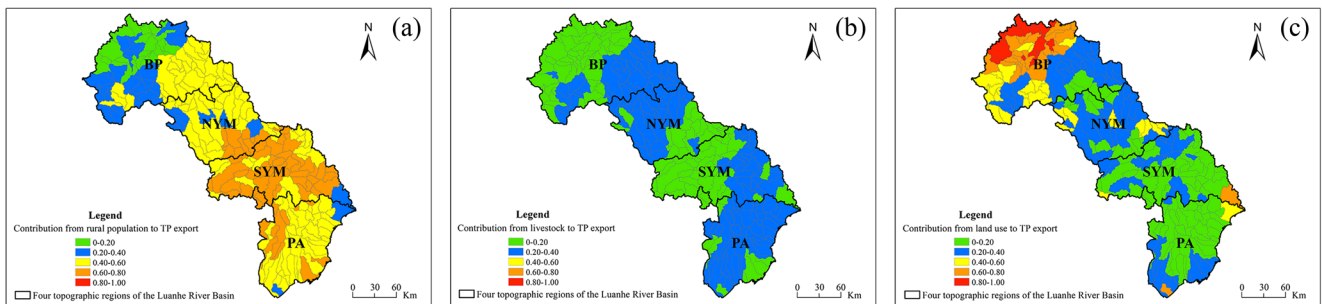 (a)
N
BP
NYM
SYM
PA
Legend
Contribution from rural population to TP export
0-0.20
0.20-0.40
0.40-0.60
0.60-0.80
0.80-1.00
Four topographic regions of the Luanhe River Basin
0 30 60
Km
(b)
N
BP
NYM
SYM
PA
Legend
Contribution from livestock to TP export
0-0.20
0.20-0.40
0.40-0.60
0.60-0.80
0.80-1.00
Four topographic regions of the Luanhe River Basin
0 30 60
Km
(c)
N
BP
NYM
SYM
PA
Legend
Contribution from land use to TP export
0-0.20
0.20-0.40
0.40-0.60
0.60-0.80
0.80-1.00
Four topographic regions of the Luanhe River Basin
0 30 60
Km